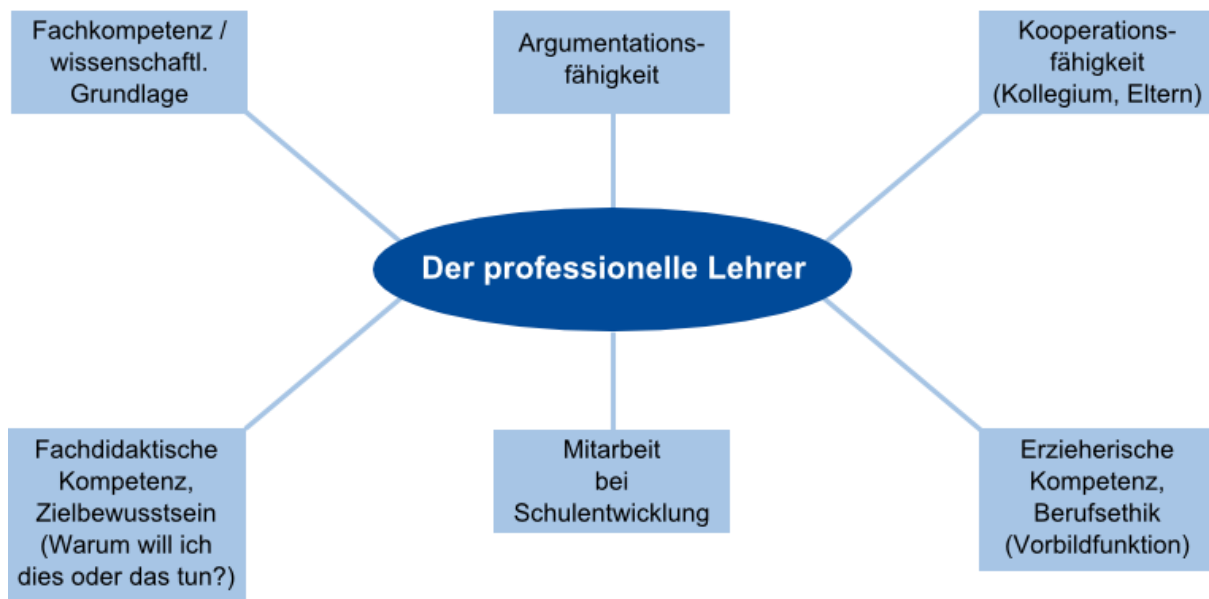 Fachkompetenz /
wissenschaftl.
Grundlage
Argumentations-
fähigkeit
Kooperations-
fähigkeit
(Kollegium, Eltern)
Der professionelle Lehrer
Fachdidaktische
Kompetenz,
Zielbewusstsein
(Warum will ich
dies oder das tun?)
Mitarbeit
bei
Schulentwicklung
Erzieherische
Kompetenz,
Berufsethik
(Vorbildfunktion)